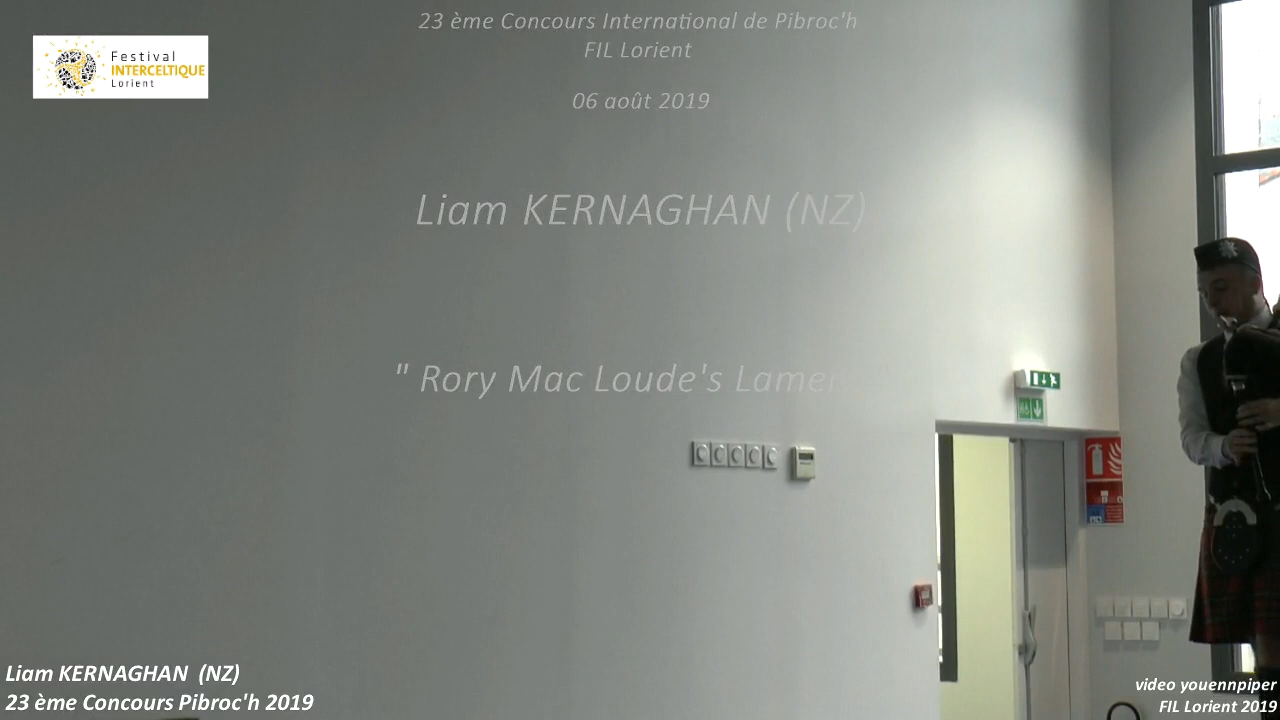 23 ème Concours International de Pibroc'h
FIL Lorient
06 août 2019
Festival
INTERCELTIQUE
Lorient
Liam KERNAGHAN (NZ)
" Rory Mac Loude's
Liam KERNAGHAN (NZ)
23 ème Concours Pibroc'h 2019
video youennpiper
FIL Lorient 2019